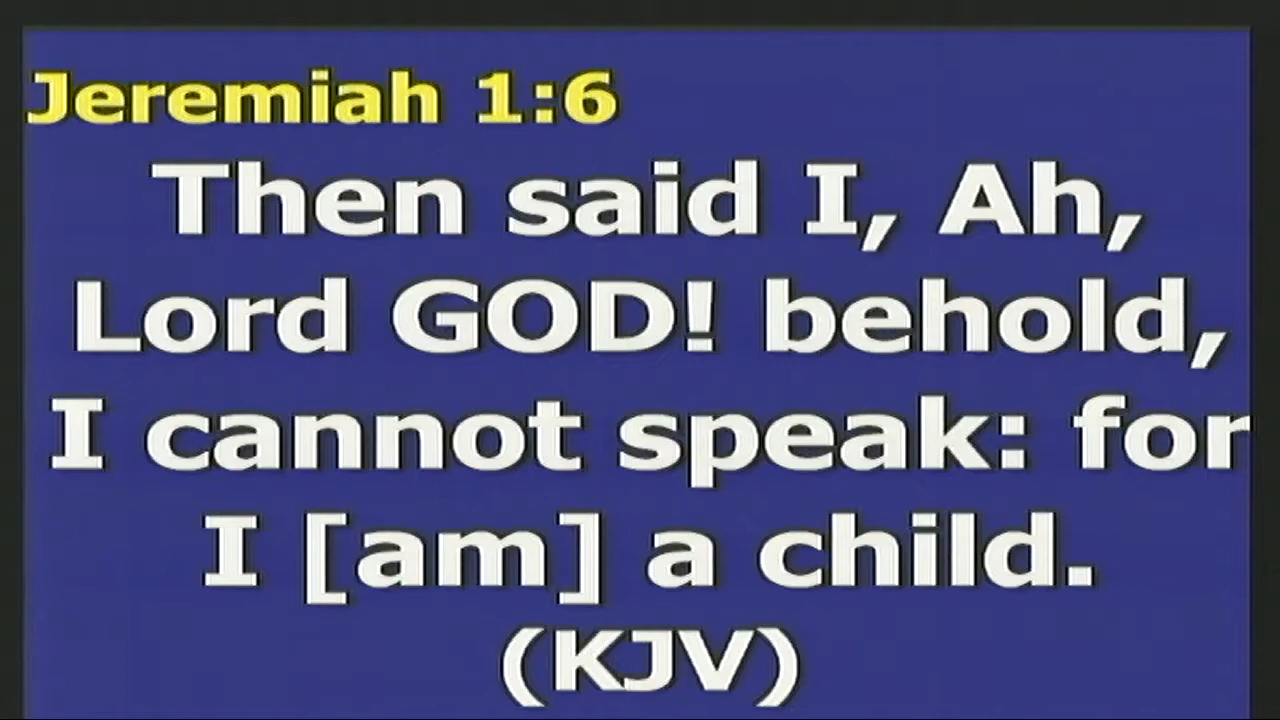 Jeremiah 1:6
Then said I, Ah,
Lord GOD! behold,
I cannot speak: for
I [am] a child.
(KJV)